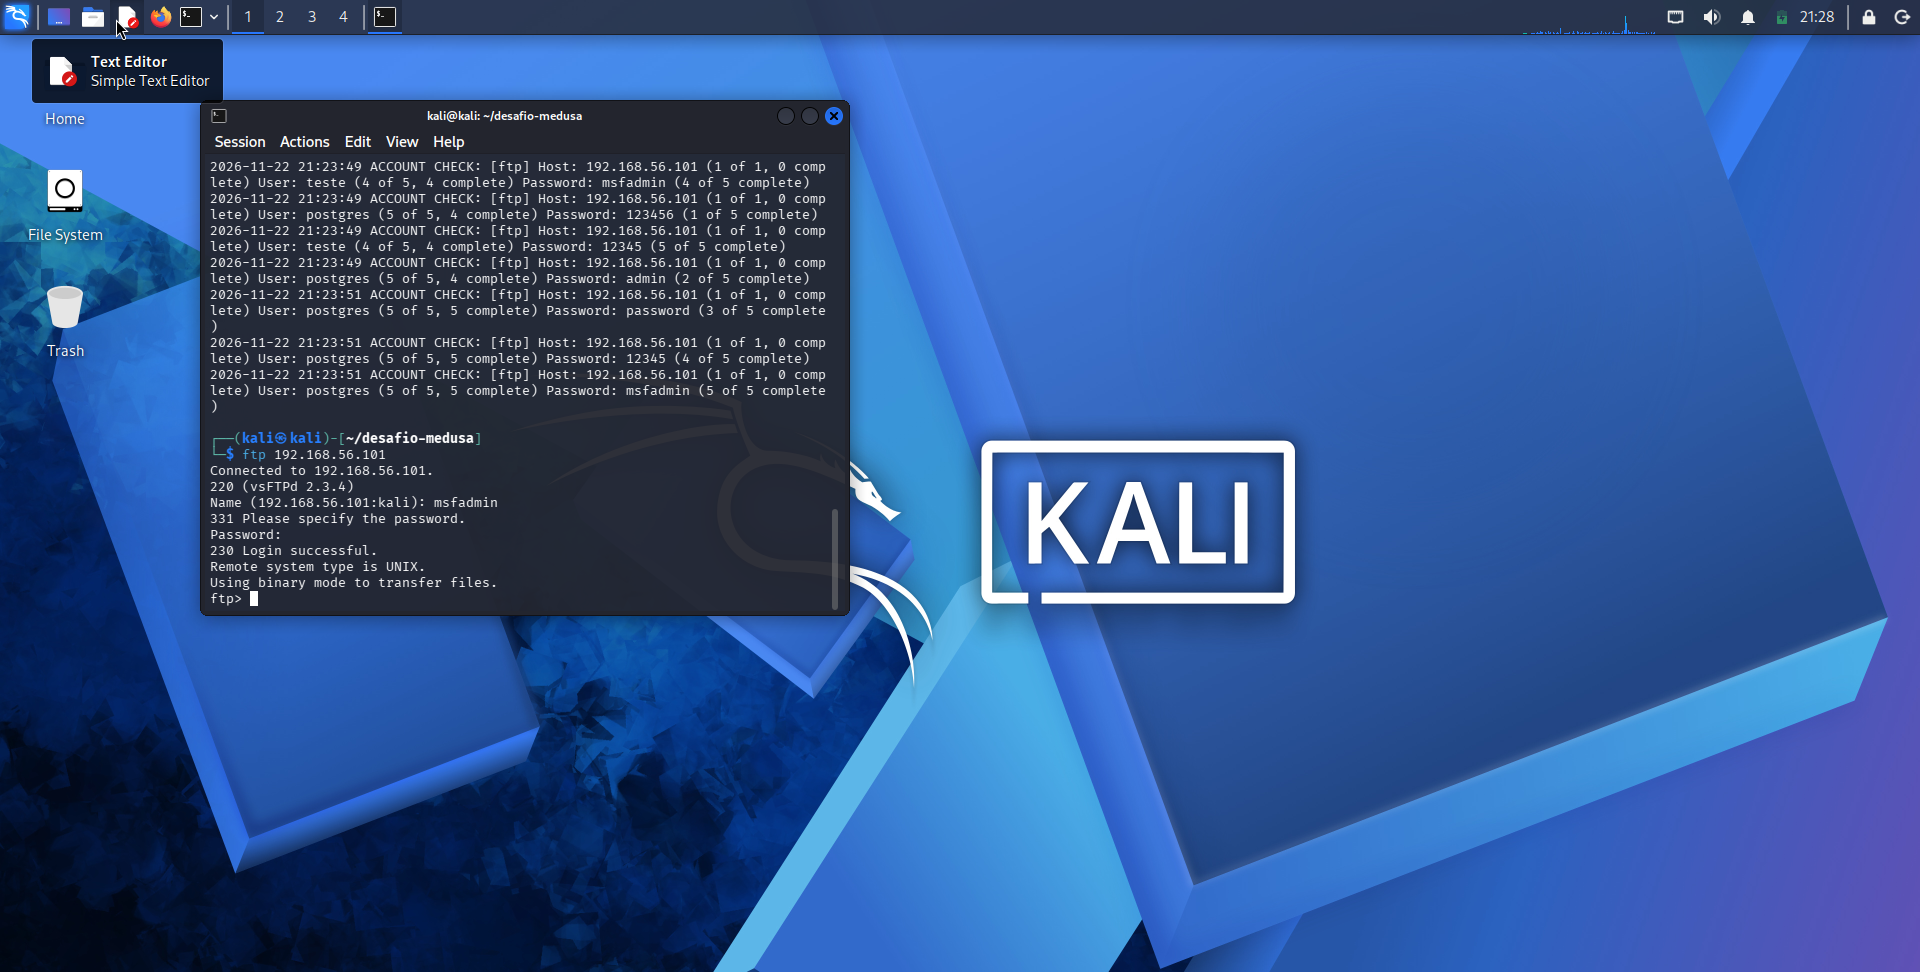 1 2 3 4 21:28
Text Editor
Simple Text Editor
Home
File System
Trash
kali@kali: ~/desafio-medusa
Session Actions Edit View Help
2026-11-22 21:23:49 ACCOUNT CHECK: [ftp] Host: 192.168.56.101 (1 of 1, 0 comp
lete) User: teste (4 of 5, 4 complete) Password: msfadmin (4 of 5 complete)
2026-11-22 21:23:49 ACCOUNT CHECK: [ftp] Host: 192.168.56.101 (1 of 1, 0 comp
lete) User: postgres (5 of 5, 4 complete) Password: 123456 (1 of 5 complete)
2026-11-22 21:23:49 ACCOUNT CHECK: [ftp] Host: 192.168.56.101 (1 of 1, 0 comp
lete) User: teste (4 of 5, 4 complete) Password: 12345 (5 of 5 complete)
2026-11-22 21:23:49 ACCOUNT CHECK: [ftp] Host: 192.168.56.101 (1 of 1, 0 comp
lete) User: postgres (5 of 5, 4 complete) Password: admin (2 of 5 complete)
2026-11-22 21:23:51 ACCOUNT CHECK: [ftp] Host: 192.168.56.101 (1 of 1, 0 comp
lete) User: postgres (5 of 5, 5 complete) Password: password (3 of 5 complete
)
2026-11-22 21:23:51 ACCOUNT CHECK: [ftp] Host: 192.168.56.101 (1 of 1, 0 comp
lete) User: postgres (5 of 5, 5 complete) Password: 12345 (4 of 5 complete)
2026-11-22 21:23:51 ACCOUNT CHECK: [ftp] Host: 192.168.56.101 (1 of 1, 0 comp
lete) User: postgres (5 of 5, 5 complete) Password: msfadmin (5 of 5 complete
)
┌──(kali㉿kali)-[~/desafio-medusa]
└─$ ftp 192.168.56.101
Connected to 192.168.56.101.
220 (vsFTPd 2.3.4)
Name (192.168.56.101:kali): msfadmin
331 Please specify the password.
Password:
230 Login successful.
Remote system type is UNIX.
Using binary mode to transfer files.
ftp>
KALI